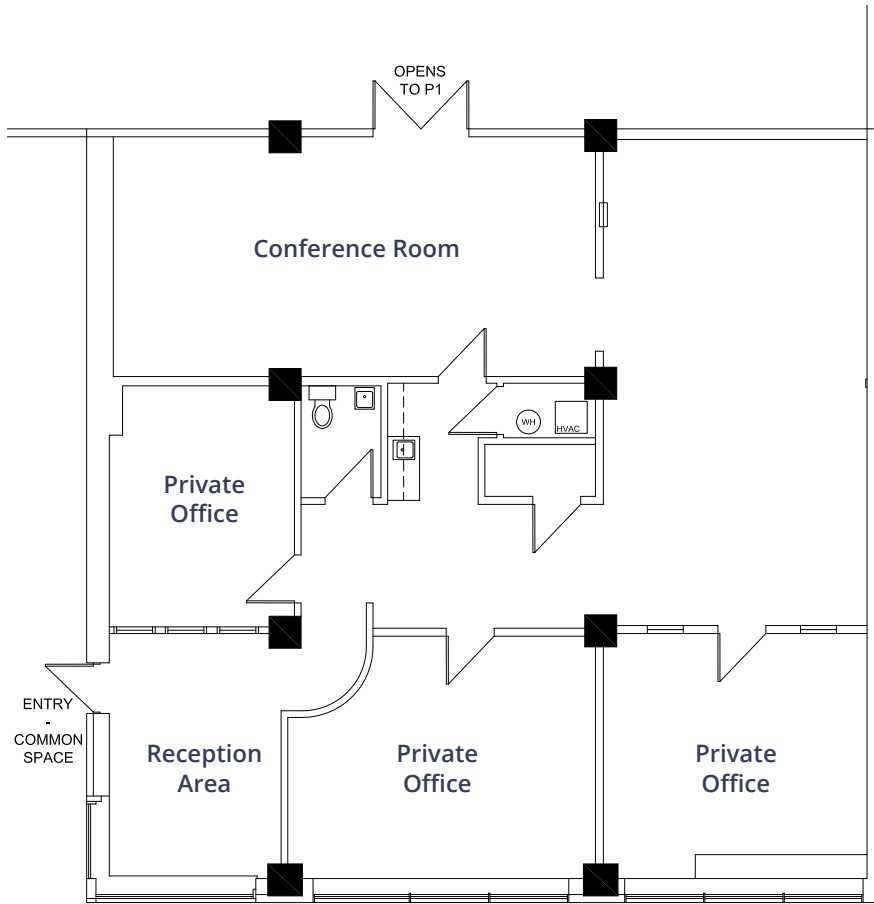 OPENS
TO P1
Conference Room
WH
HVAC
Private
Office
ENTRY
-
COMMON
SPACE
Reception
Area
Private
Office
Private
Office